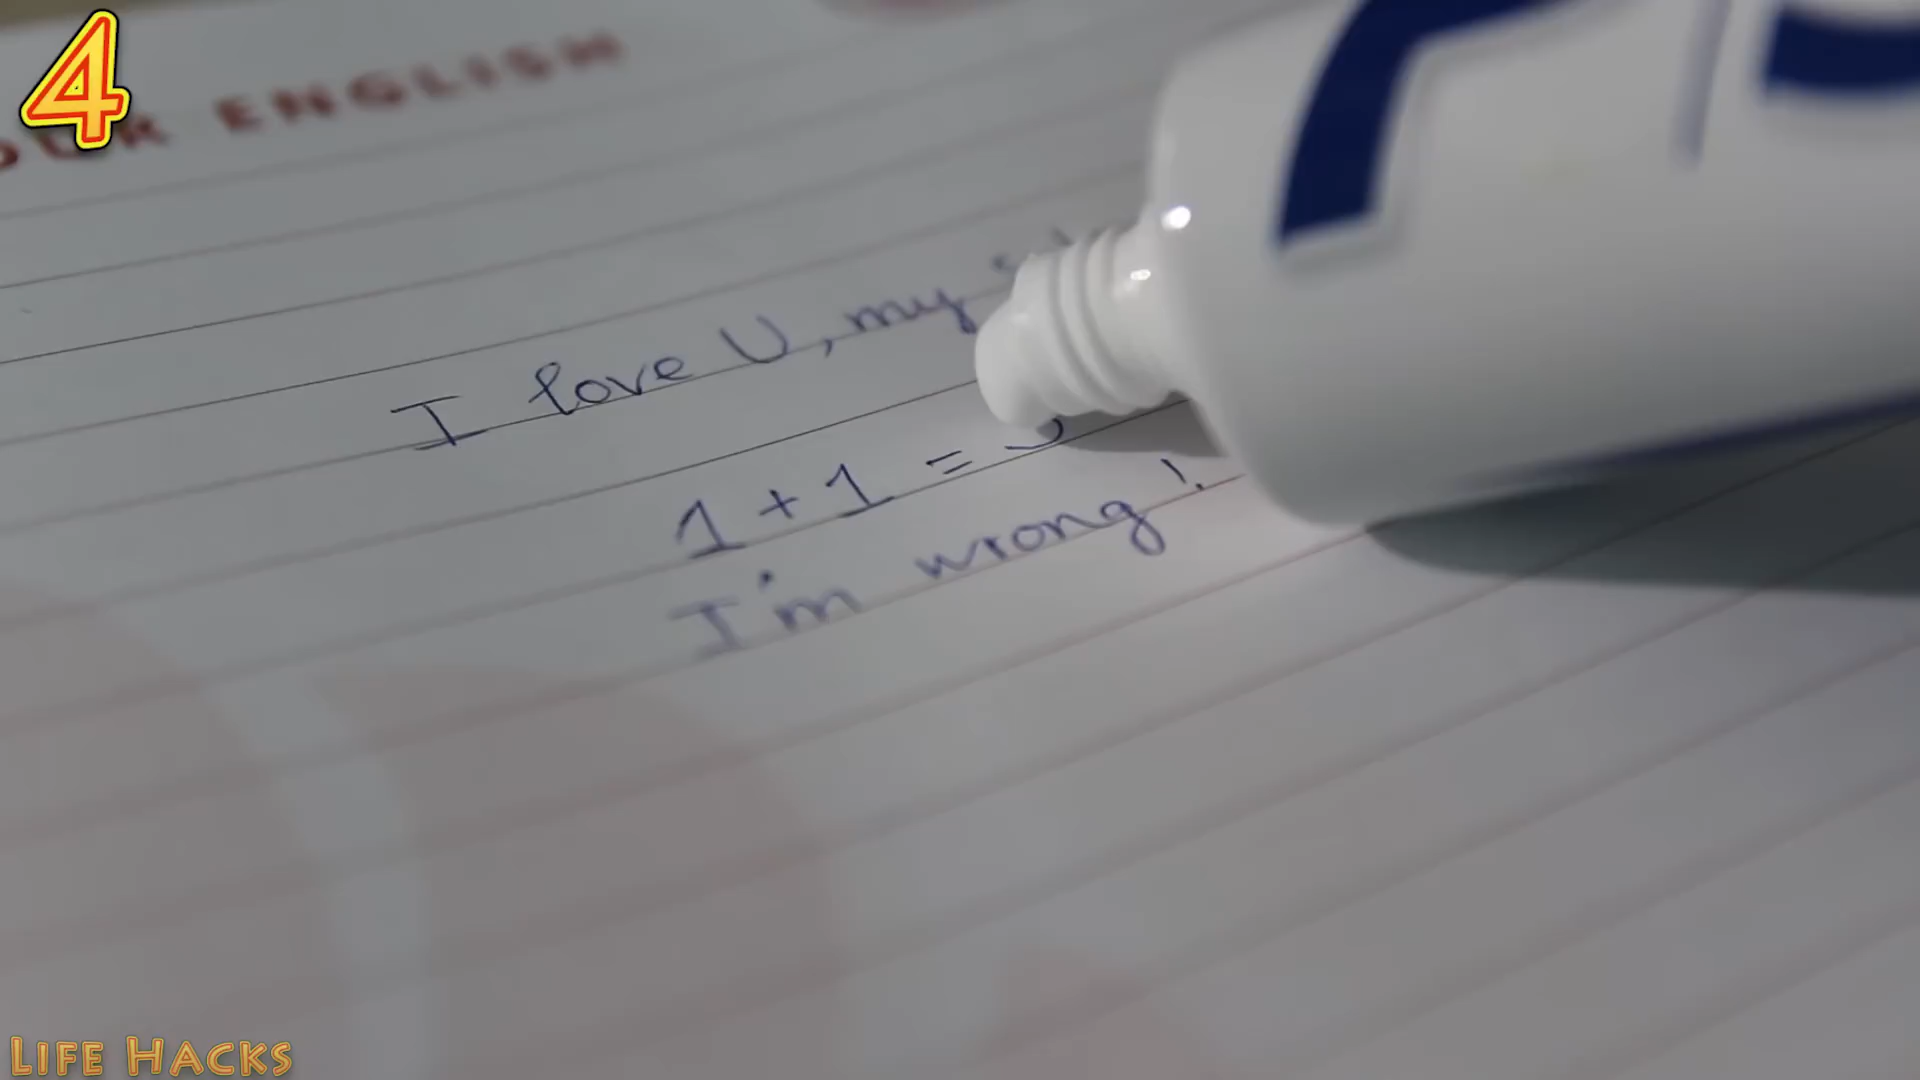 4
ENGLISH
I love U, my
1 + 1 =
I'm wrong!
LIFE HACKS